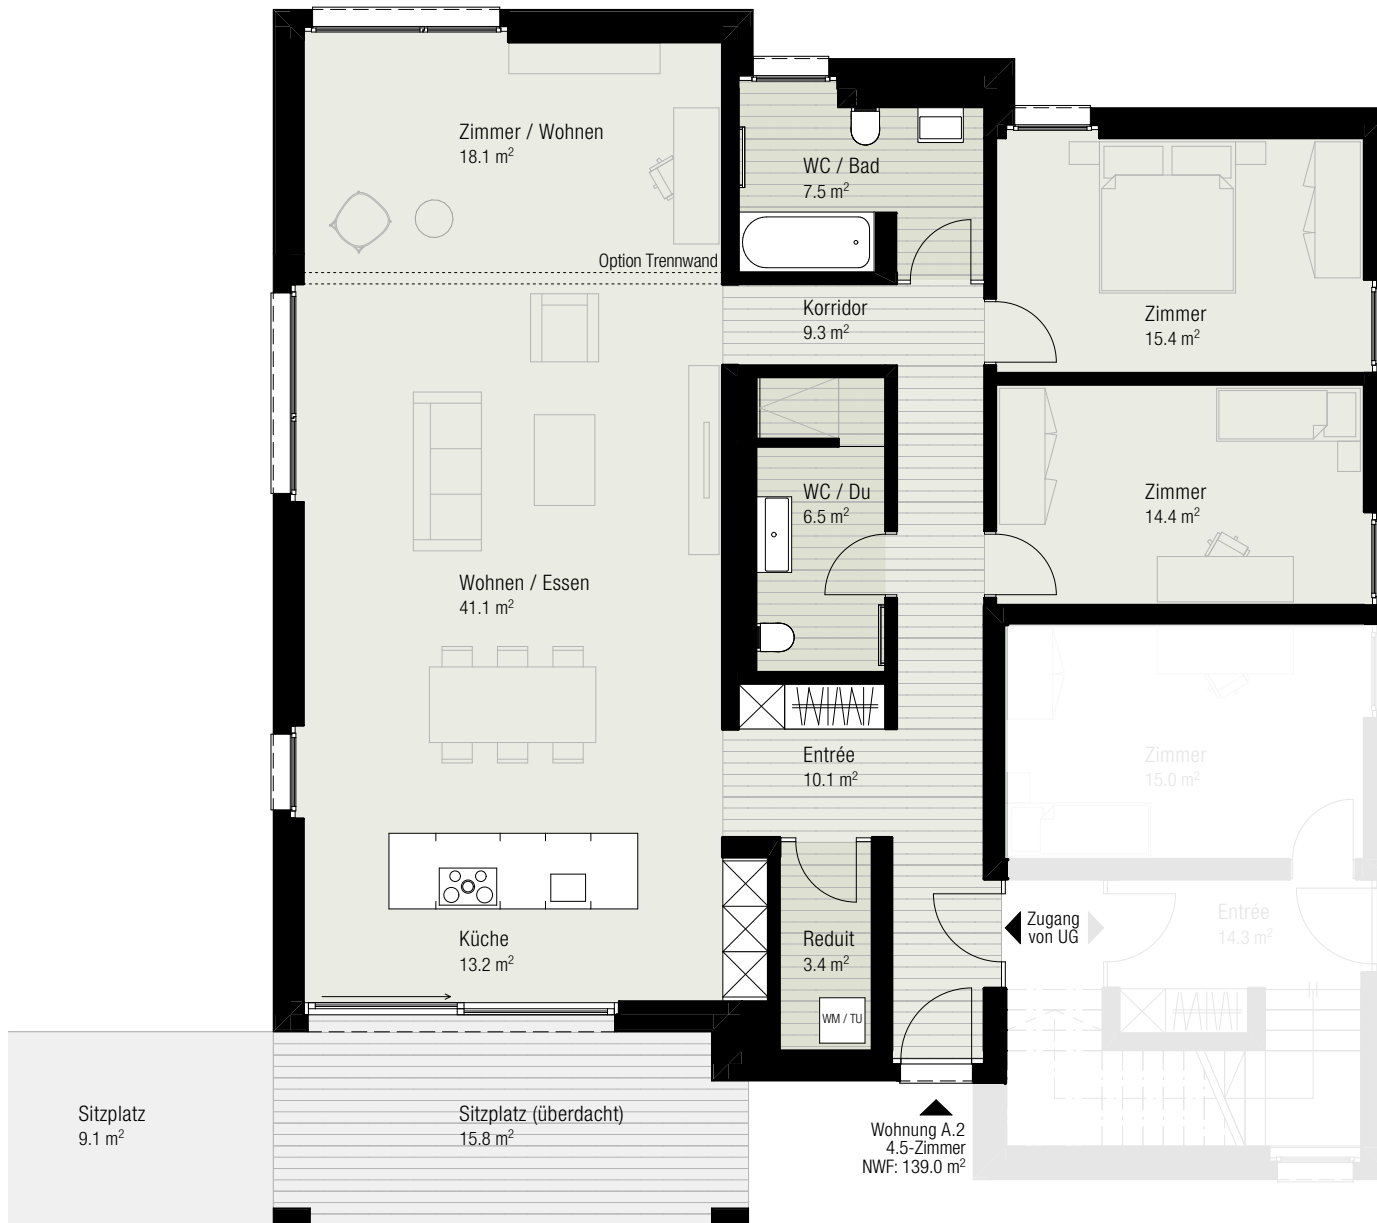 Zimmer / Wohnen
18.1 m²
WC / Bad
7.5 m²
Option Trennwand
Korridor
9.3 m²
Zimmer
15.4 m²
WC / Du
6.5 m²
Zimmer
14.4 m²
Wohnen / Essen
41.1 m²
Entrée
10.1 m²
Zimmer
15.0 m²
Küche
13.2 m²
Reduit
3.4 m²
WM / TU
Zugang
von UG
Entrée
14.3 m²
Sitzplatz
9.1 m²
Sitzplatz (überdacht)
15.8 m²
Wohnung A.2
4.5-Zimmer
NWF: 139.0 m²